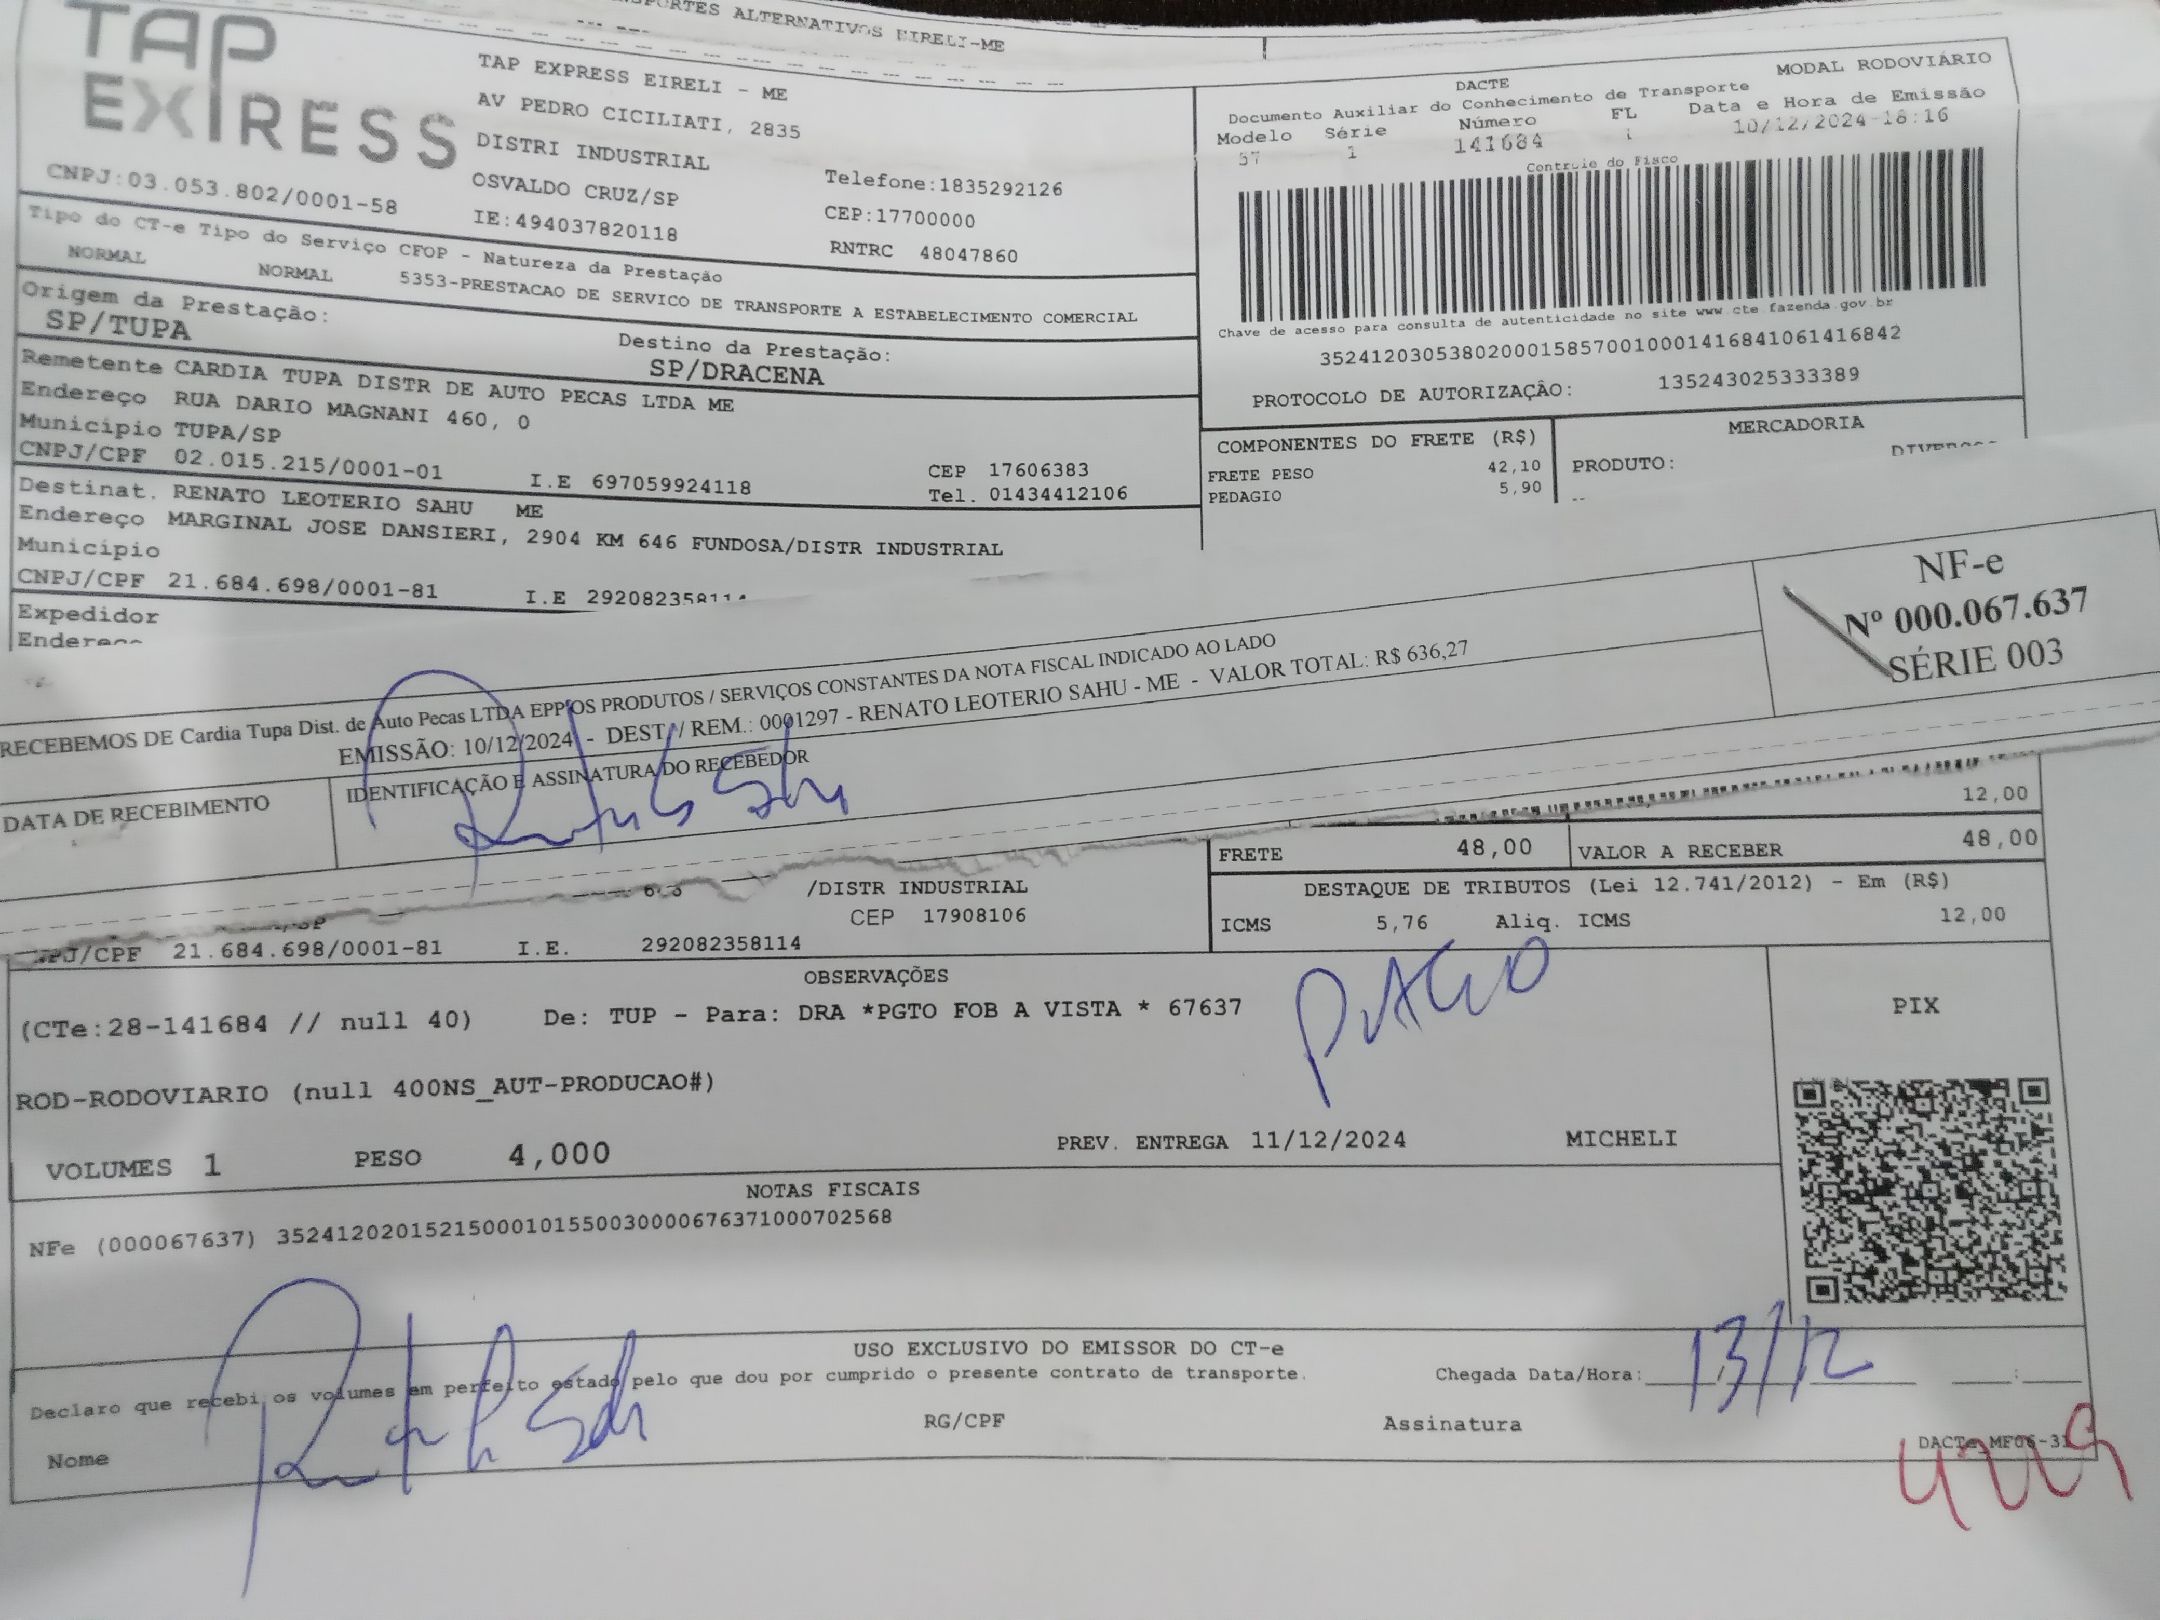 TRANSPORTES ALTERNATIVOS EIRELI-ME
TAP
EXPRESS
TAP EXPRESS EIRELI - ME
AV PEDRO CICILIATI, 2835
DISTRI INDUSTRIAL
OSVALDO CRUZ/SP
Telefone:1835292126
CNPJ:03.053.802/0001-58
IE:494037820118
CEP:17700000
RNTRC 48047860
DACTE
MODAL RODOVIÁRIO
Documento Auxiliar do Conhecimento de Transporte
Modelo Série Número FL Data e Hora de Emissão
57 1 141684 1 10/12/2024-18:16
Controle do Fisco
Chave de acesso para consulta de autenticidade no site www.cte.fazenda.gov.br
35241203053802000158570010001416841061416842
PROTOCOLO DE AUTORIZAÇÃO: 135243025333389
Tipo do CT-e Tipo do Serviço CFOP - Natureza da Prestação
NORMAL NORMAL 5353-PRESTACAO DE SERVICO DE TRANSPORTE A ESTABELECIMENTO COMERCIAL
Origem da Prestação:
SP/TUPA
Destino da Prestação:
SP/DRACENA
Remetente CARDIA TUPA DISTR DE AUTO PECAS LTDA ME
Endereço RUA DARIO MAGNANI 460, 0
Município TUPA/SP
CEP 17606383
CNPJ/CPF 02.015.215/0001-01 I.E 697059924118 Tel. 01434412106
Destinat. RENATO LEOTERIO SAHU ME
Endereço MARGINAL JOSE DANSIERI, 2904 KM 646 FUNDOSA/DISTR INDUSTRIAL
Município
CNPJ/CPF 21.684.698/0001-81 I.E 292082358114
Expedidor
Endereço
COMPONENTES DO FRETE (R$)
FRETE PESO 42,10
PEDAGIO 5,90
MERCADORIA
PRODUTO:
NF-e
Nº 000.067.637
SÉRIE 003
RECEBEMOS DE Cardia Tupa Dist. de Auto Pecas LTDA EPP OS PRODUTOS / SERVIÇOS CONSTANTES DA NOTA FISCAL INDICADO AO LADO
EMISSÃO: 10/12/2024 - DEST. / REM.: 0001297 - RENATO LEOTERIO SAHU - ME - VALOR TOTAL: R$ 636,27
DATA DE RECEBIMENTO
IDENTIFICAÇÃO E ASSINATURA DO RECEBEDOR
12,00
FRETE 48,00 VALOR A RECEBER 48,00
DESTAQUE DE TRIBUTOS (Lei 12.741/2012) - Em (R$)
ICMS 5,76 Aliq. ICMS 12,00
/DISTR INDUSTRIAL
CEP 17908106
CNPJ/CPF 21.684.698/0001-81 I.E. 292082358114
OBSERVAÇÕES
(CTe:28-141684 // null 40) De: TUP - Para: DRA *PGTO FOB A VISTA * 67637
PAGO
ROD-RODOVIARIO (null 400NS_AUT-PRODUCAO#)
PIX
VOLUMES 1 PESO 4,000 PREV. ENTREGA 11/12/2024 MICHELI
NOTAS FISCAIS
NFe (000067637) 35241202015215000101550030000676371000702568
USO EXCLUSIVO DO EMISSOR DO CT-e
Declaro que recebi os volumes em perfeito estado pelo que dou por cumprido o presente contrato de transporte.
Chegada Data/Hora: 13/12
Nome RG/CPF Assinatura